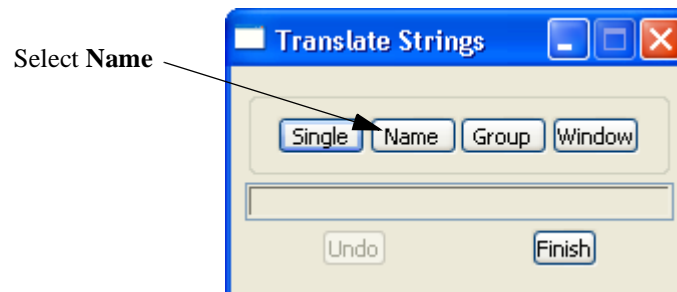 Translate Strings
Select Name
Single Name Group Window
Undo Finish